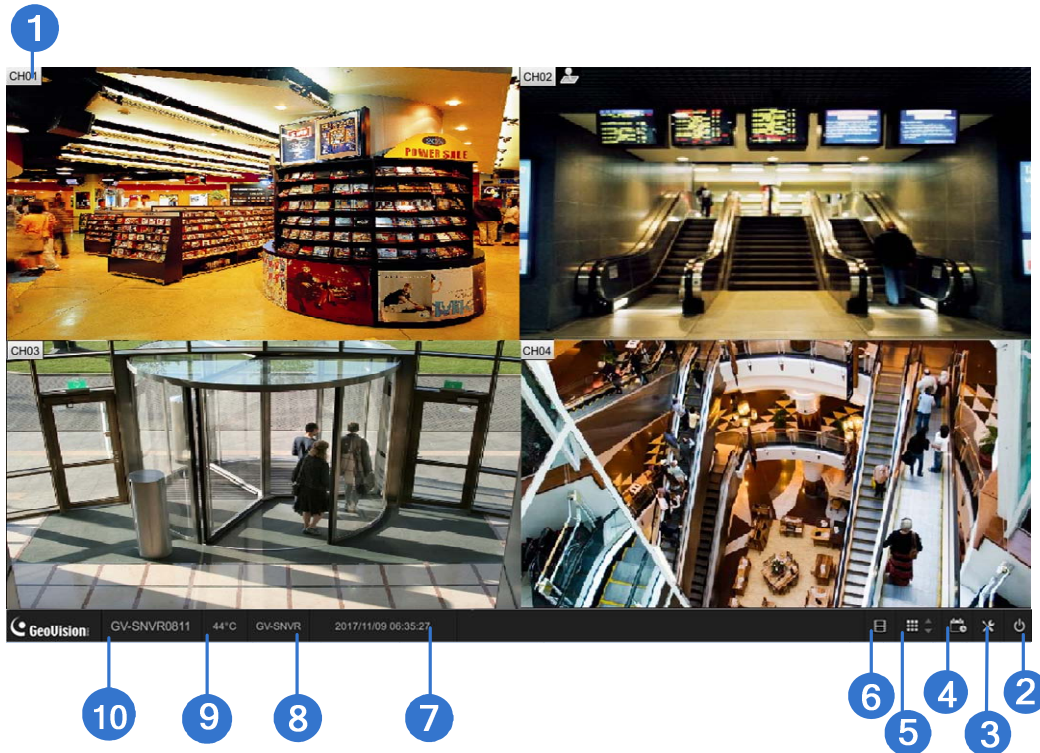 1
CH01
CH02
POWER SALE
CH03
CH04
GeoVision
GV-SNVR0811
44°C
GV-SNVR
2017/11/09 06:35:27
10
9
8
7
6
5
4
3
2